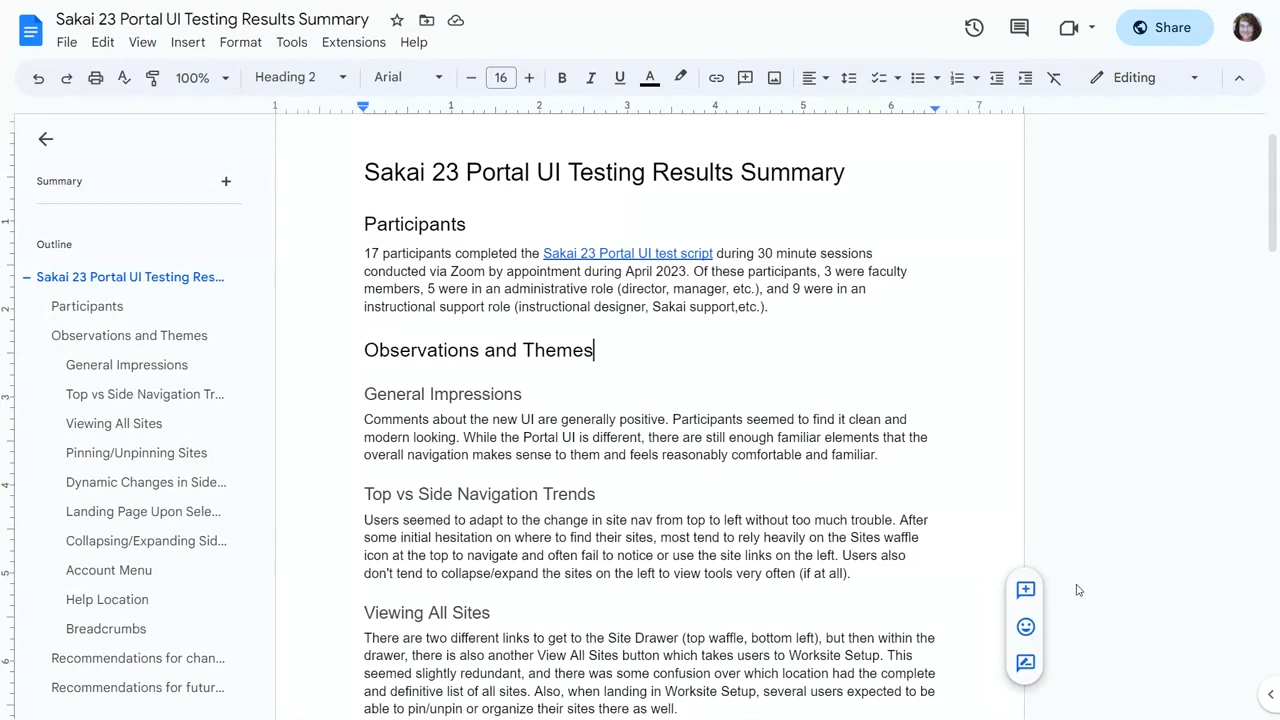 Sakai 23 Portal UI Testing Results Summary
File Edit View Insert Format Tools Extensions Help
Share
100% Heading 2 Arial 16 B I U A Editing
1 1 2 3 4 5 6 7
Summary
Outline
Sakai 23 Portal UI Testing Res...
Participants
Observations and Themes
General Impressions
Top vs Side Navigation Tr...
Viewing All Sites
Pinning/Unpinning Sites
Dynamic Changes in Side...
Landing Page Upon Sele...
Collapsing/Expanding Sid...
Account Menu
Help Location
Breadcrumbs
Recommendations for chan...
Recommendations for futur...
1
2
3
4
5
6
Sakai 23 Portal UI Testing Results Summary
Participants
17 participants completed the Sakai 23 Portal UI test script during 30 minute sessions
conducted via Zoom by appointment during April 2023. Of these participants, 3 were faculty
members, 5 were in an administrative role (director, manager, etc.), and 9 were in an
instructional support role (instructional designer, Sakai support,etc.).
Observations and Themes
General Impressions
Comments about the new UI are generally positive. Participants seemed to find it clean and
modern looking. While the Portal UI is different, there are still enough familiar elements that the
overall navigation makes sense to them and feels reasonably comfortable and familiar.
Top vs Side Navigation Trends
Users seemed to adapt to the change in site nav from top to left without too much trouble. After
some initial hesitation on where to find their sites, most tend to rely heavily on the Sites waffle
icon at the top to navigate and often fail to notice or use the site links on the left. Users also
don't tend to collapse/expand the sites on the left to view tools very often (if at all).
Viewing All Sites
There are two different links to get to the Site Drawer (top waffle, bottom left), but then within the
drawer, there is also another View All Sites button which takes users to Worksite Setup. This
seemed slightly redundant, and there was some confusion over which location had the complete
and definitive list of all sites. Also, when landing in Worksite Setup, several users expected to be
able to pin/unpin or organize their sites there as well.